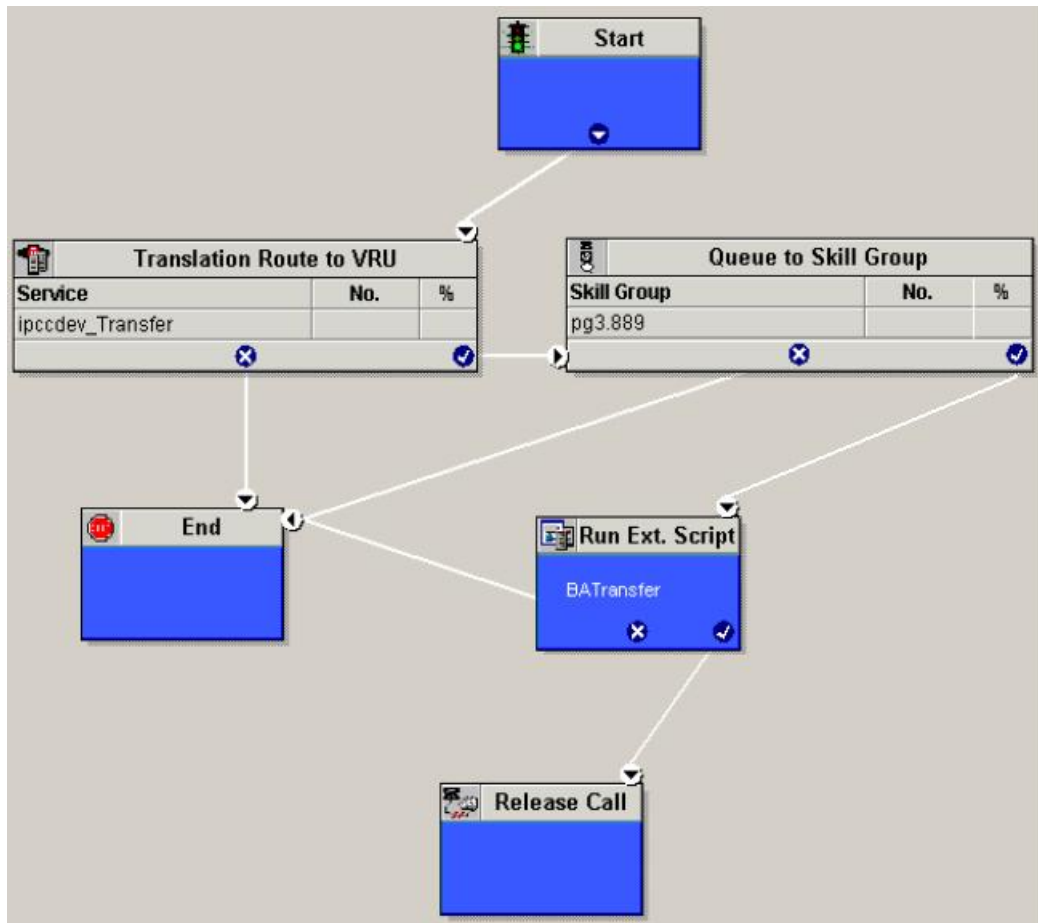 Start
Translation Route to VRU
Service No. %
ipccdev_Transfer
Queue to Skill Group
Skill Group No. %
pg3.889
End
Run Ext. Script
BATransfer
Release Call